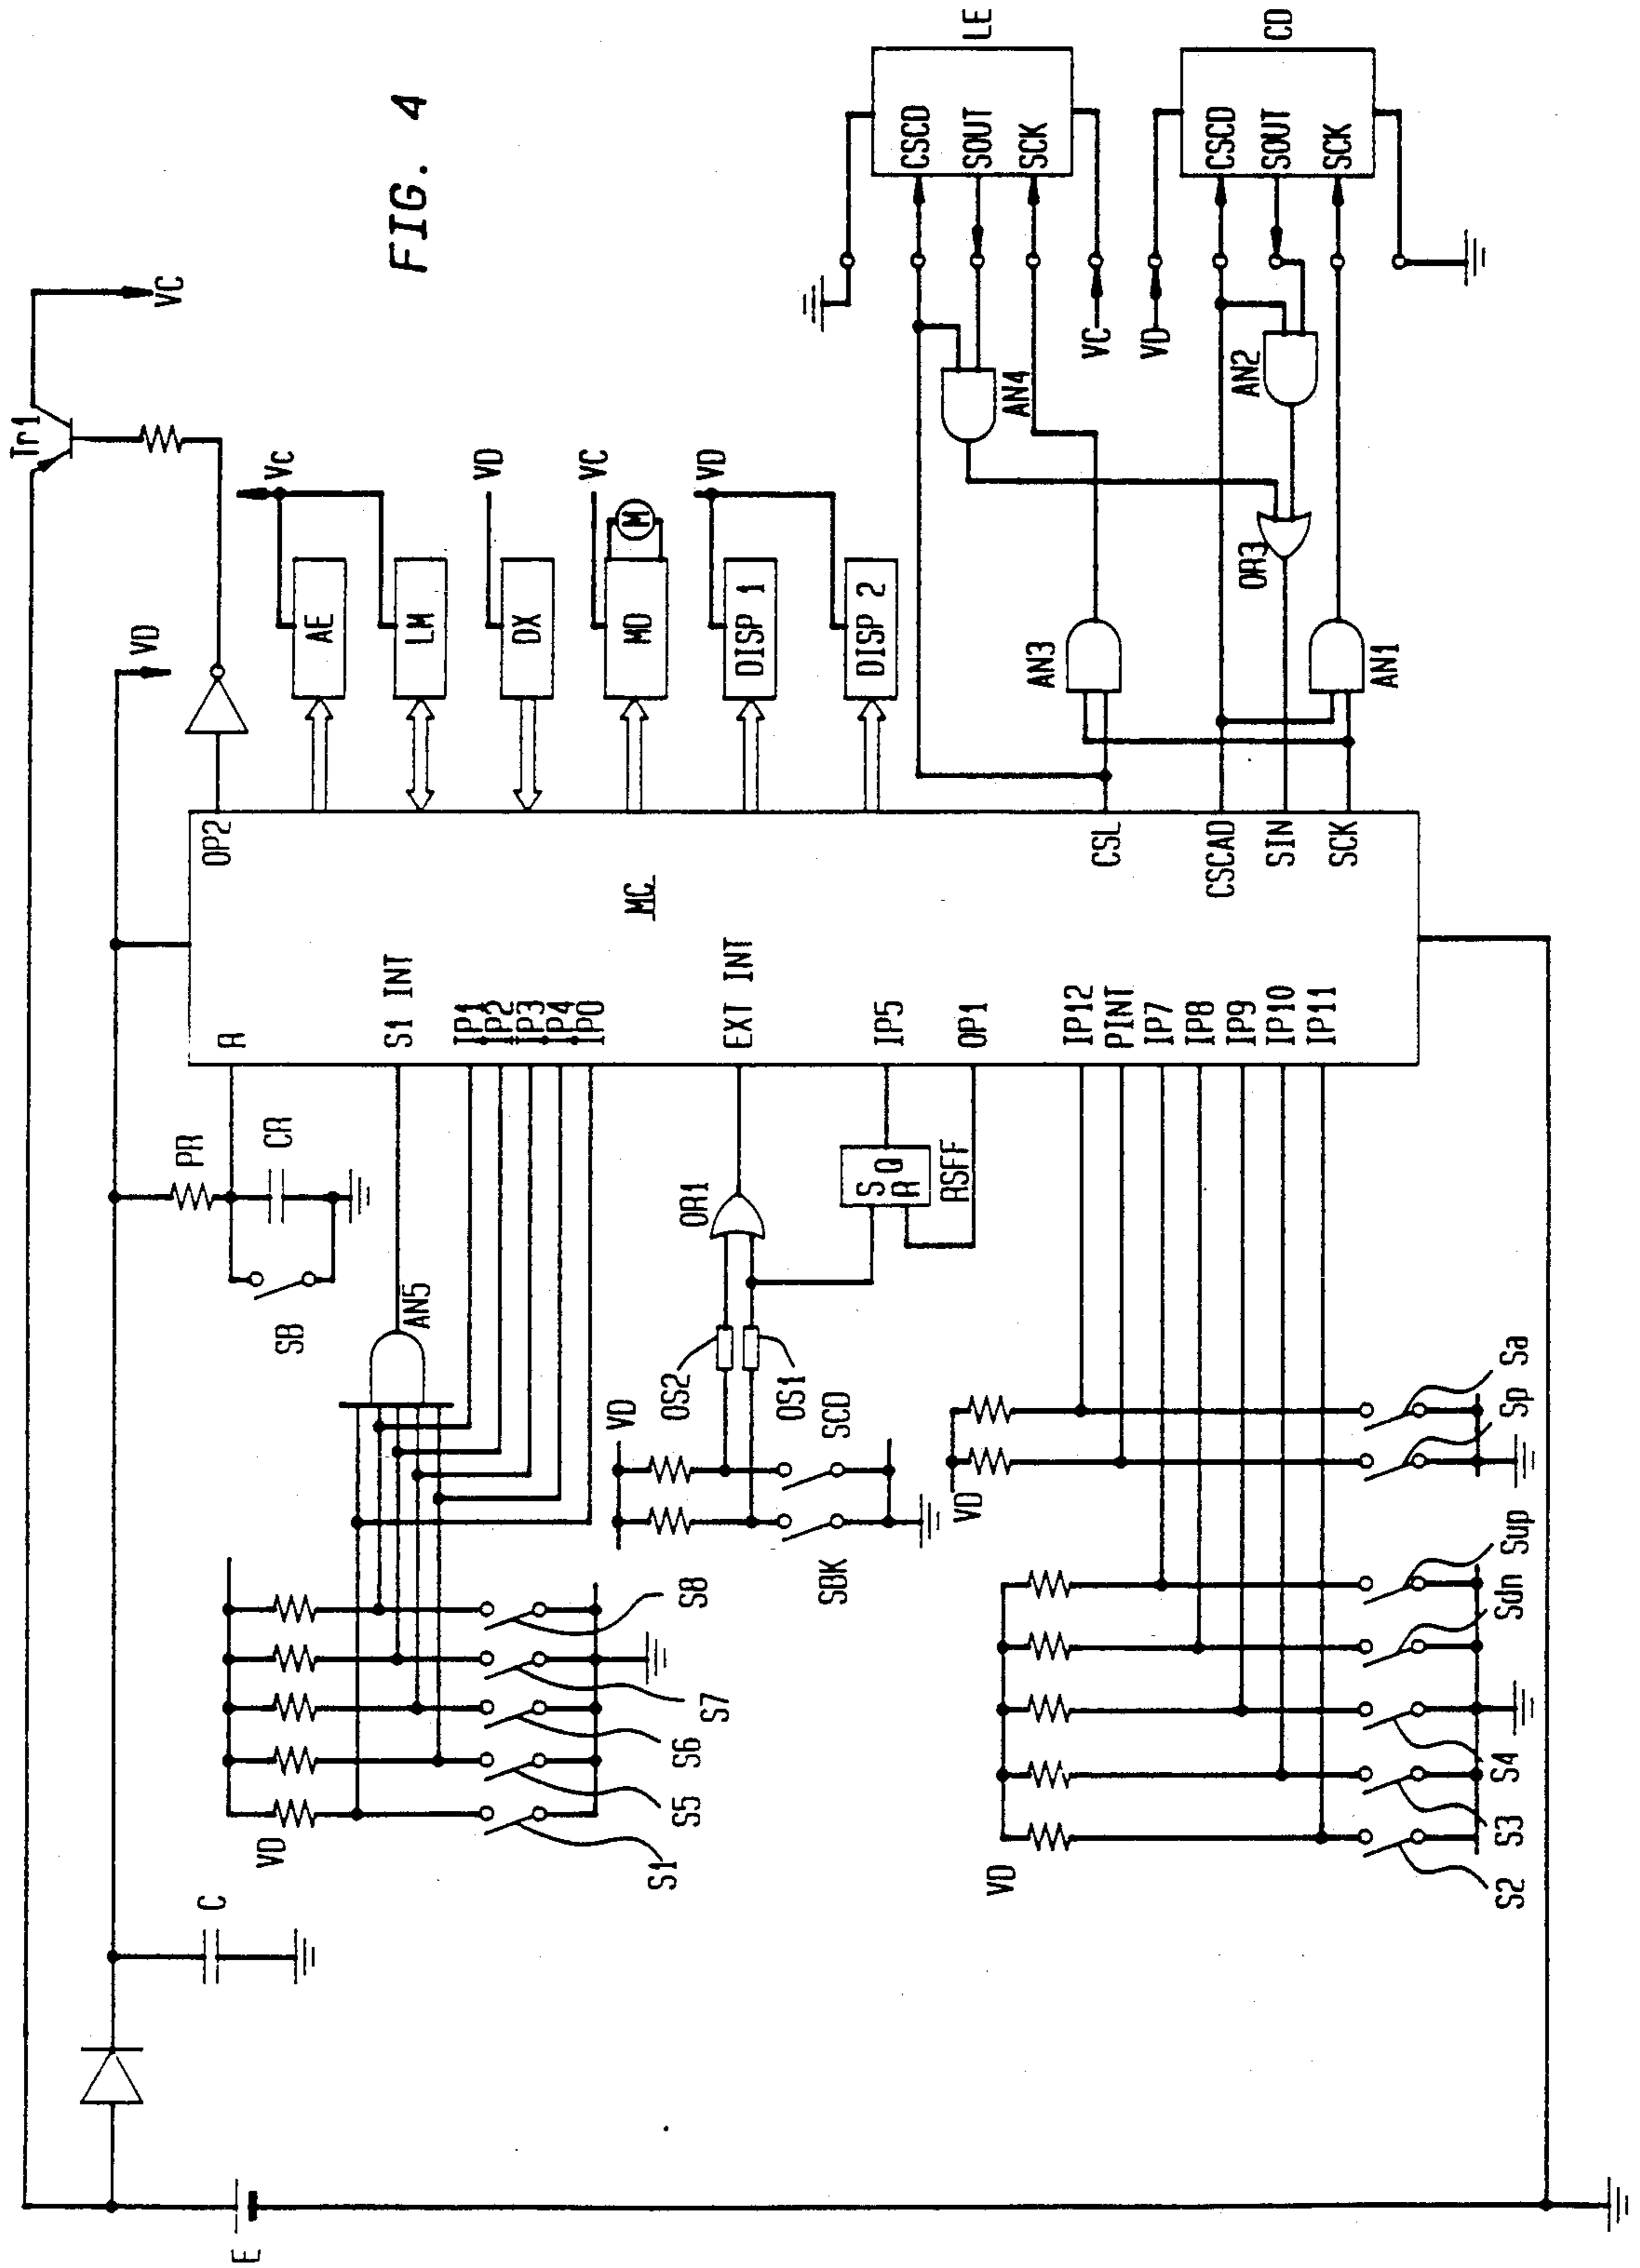 FIG. 4
E
C
VD
S1
S5
S6
S7
S8
SB
PR
CR
AN5
VD
SBK
SCD
OS2
OS1
OR1
S Q
R
RSFF
VD
S2
S3
S4
Sdn
Sup
VD
Sp
Sa
R
S1 INT
IP1
IP2
IP3
IP4
IP0
EXT INT
IP5
OP1
IP12
PINT
IP7
IP8
IP9
IP10
IP11
MC
OP2
CSL
CSCAD
SIN
SCK
VD
Tr1
VC
AE
Vc
LM
DX
VD
MD
M
VC
DISP 1
VD
DISP 2
AN3
AN4
AN1
AN2
OR3
VC
VD
CSCD
SOUT
SCK
LE
CSCD
SOUT
SCK
CD